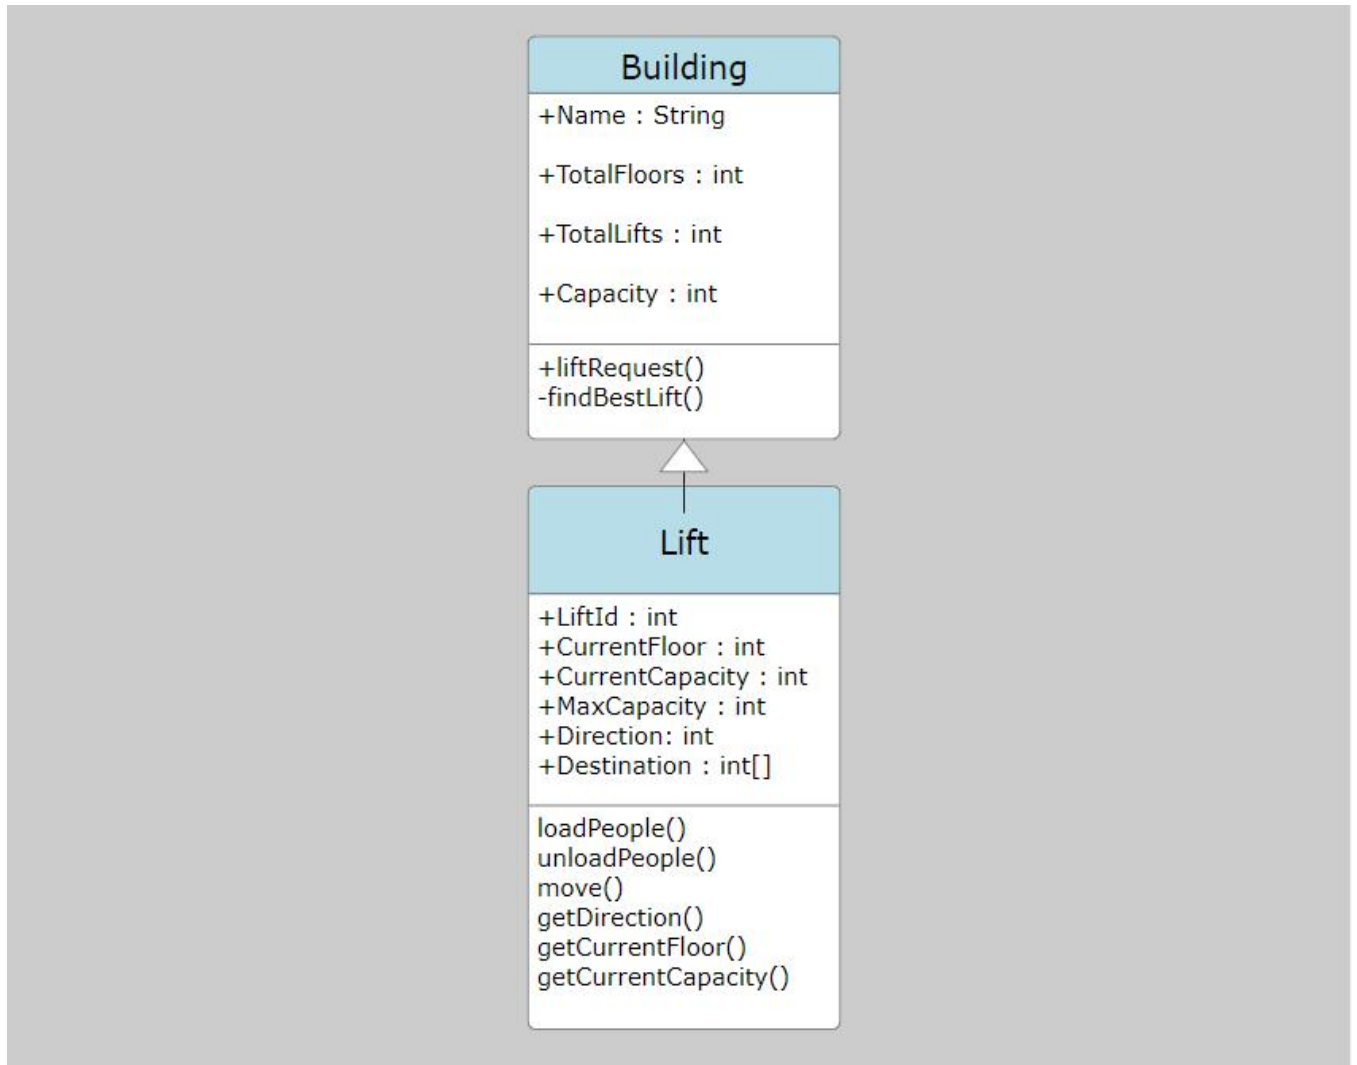 Building
+Name : String
+TotalFloors : int
+TotalLifts : int
+Capacity : int
+liftRequest()
-findBestLift()
Lift
+LiftId : int
+CurrentFloor : int
+CurrentCapacity : int
+MaxCapacity : int
+Direction: int
+Destination : int[]
loadPeople()
unloadPeople()
move()
getDirection()
getCurrentFloor()
getCurrentCapacity()